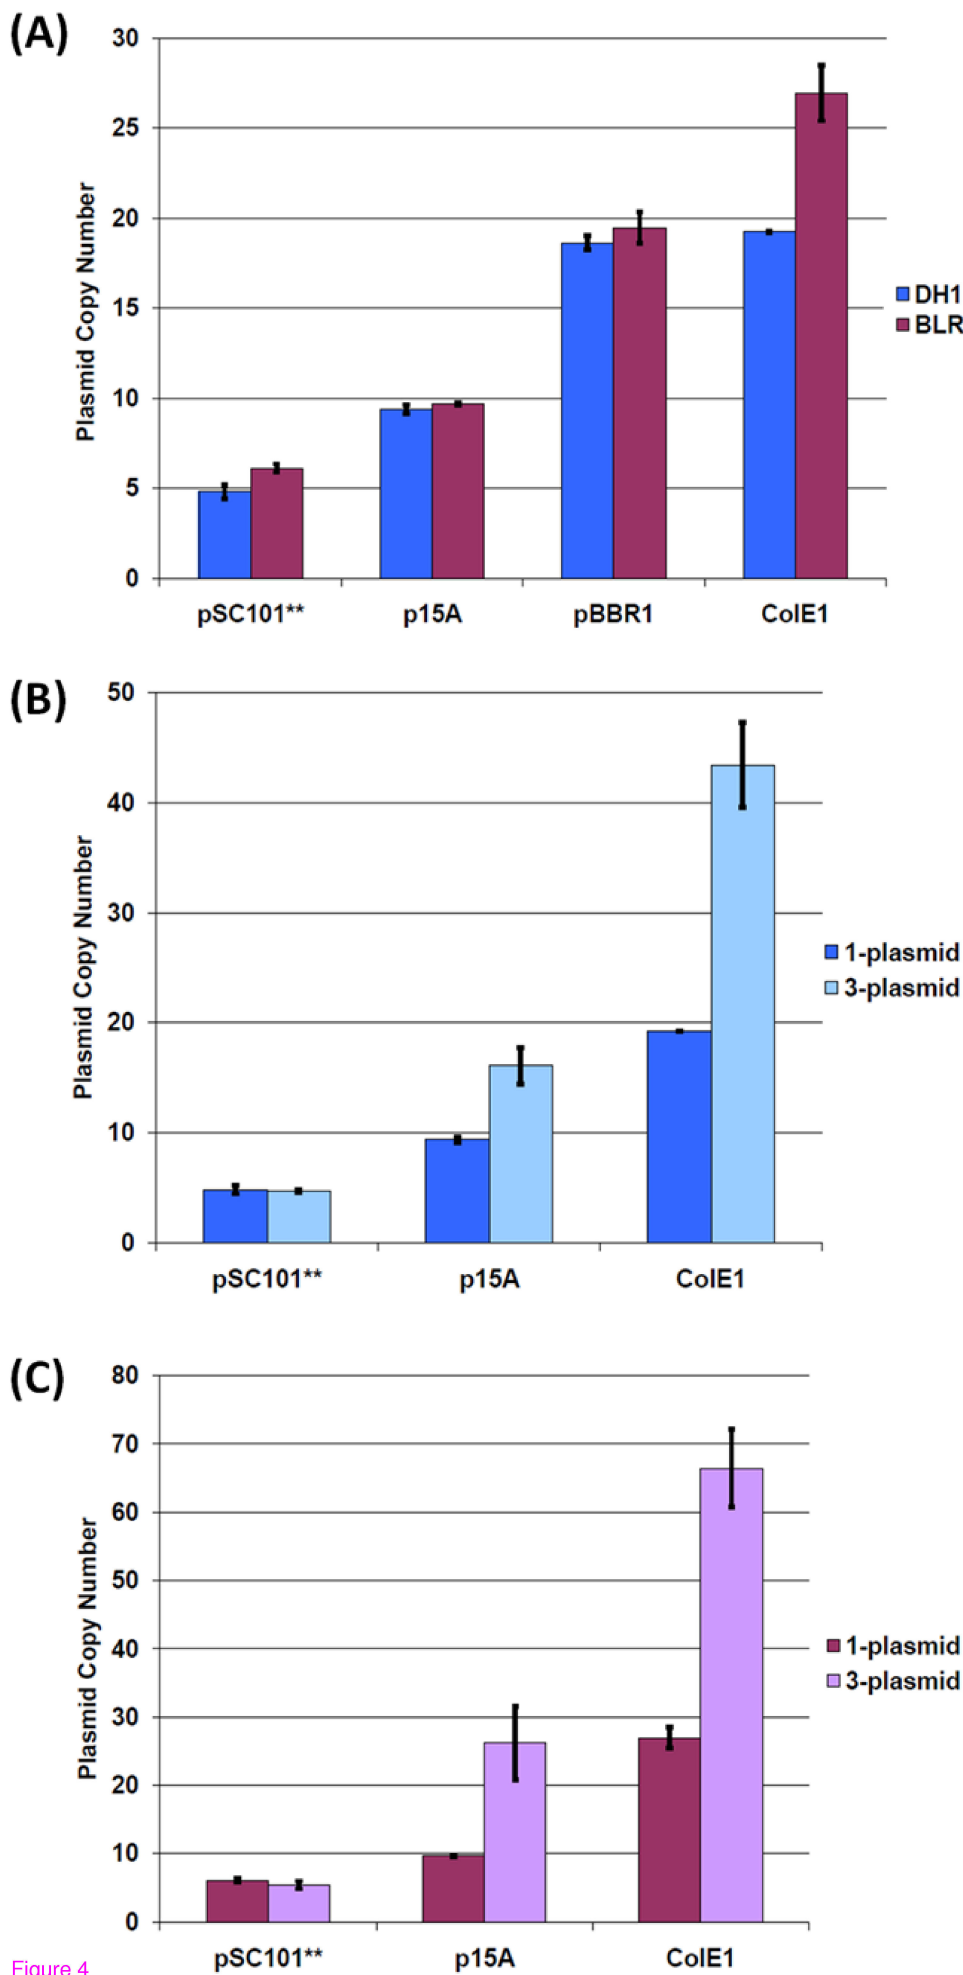 (A)
30
25
20
15
10
5
0
Plasmid Copy Number
pSC101** p15A pBBR1 ColE1
DH1
BLR
(B)
50
40
30
20
10
0
Plasmid Copy Number
pSC101** p15A ColE1
1-plasmid
3-plasmid
(C)
80
70
60
50
40
30
20
10
0
Plasmid Copy Number
pSC101** p15A ColE1
1-plasmid
3-plasmid
Figure 4